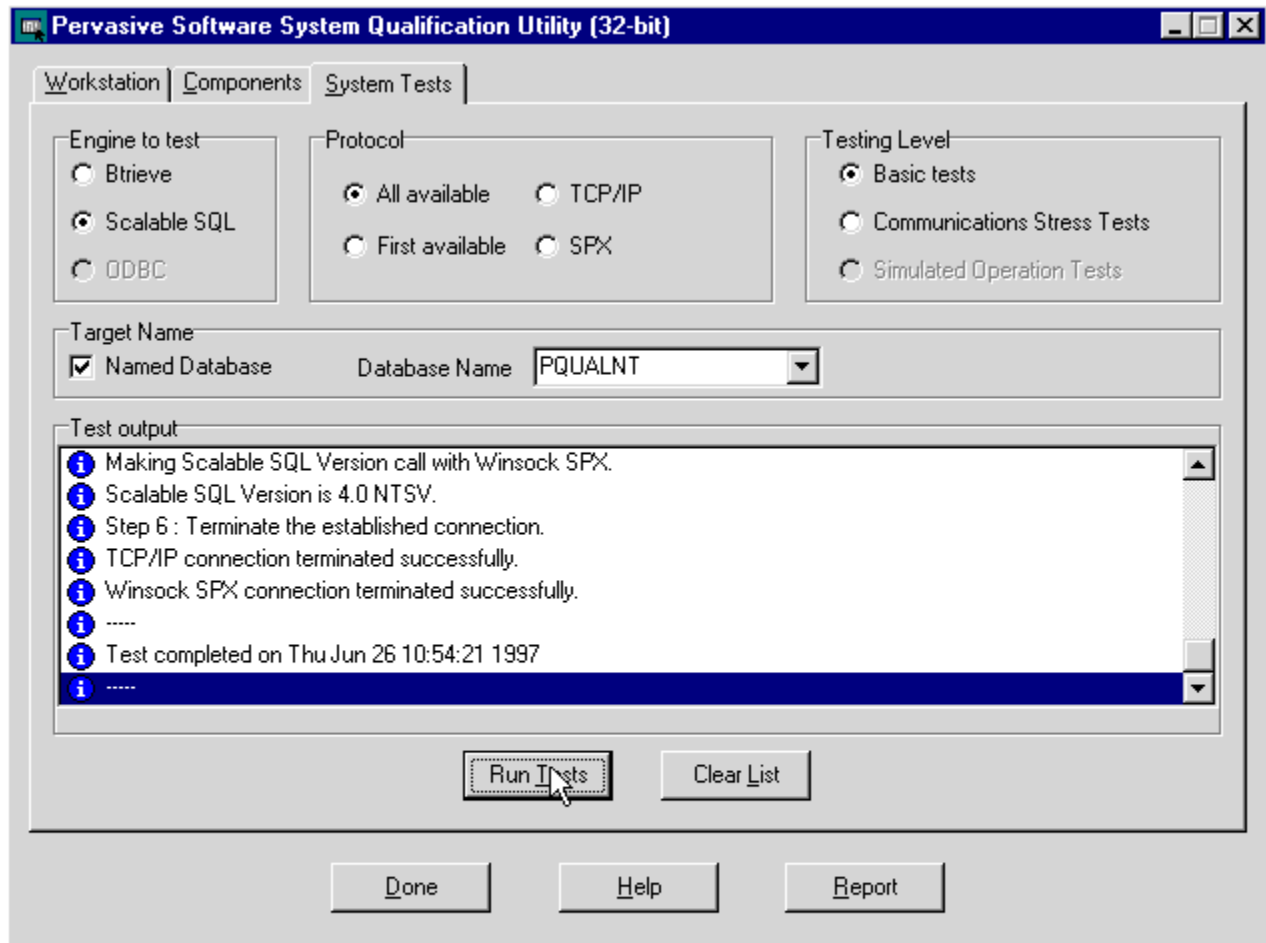 Pervasive Software System Qualification Utility (32-bit)
Workstation Components System Tests
Engine to test
Btrieve
Scalable SQL
ODBC
Protocol
All available TCP/IP
First available SPX
Testing Level
Basic tests
Communications Stress Tests
Simulated Operation Tests
Target Name
Named Database Database Name PQUALNT
Test output
Making Scalable SQL Version call with Winsock SPX.
Scalable SQL Version is 4.0 NTSV.
Step 6 : Terminate the established connection.
TCP/IP connection terminated successfully.
Winsock SPX connection terminated successfully.
-----
Test completed on Thu Jun 26 10:54:21 1997
-----
Run Tests Clear List
Done Help Report